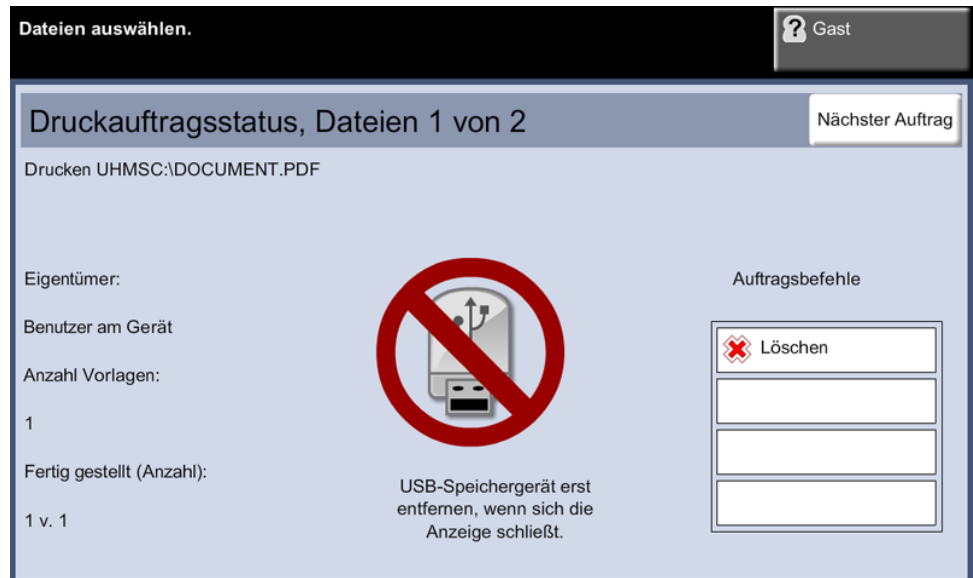 Dateien auswählen.
Gast
Druckauftragsstatus, Dateien 1 von 2
Nächster Auftrag
Drucken UHMSC:\DOCUMENT.PDF
Eigentümer:
Benutzer am Gerät
Anzahl Vorlagen:
1
Fertig gestellt (Anzahl):
1 v. 1
USB-Speichergerät erst
entfernen, wenn sich die
Anzeige schließt.
Auftragsbefehle
Löschen